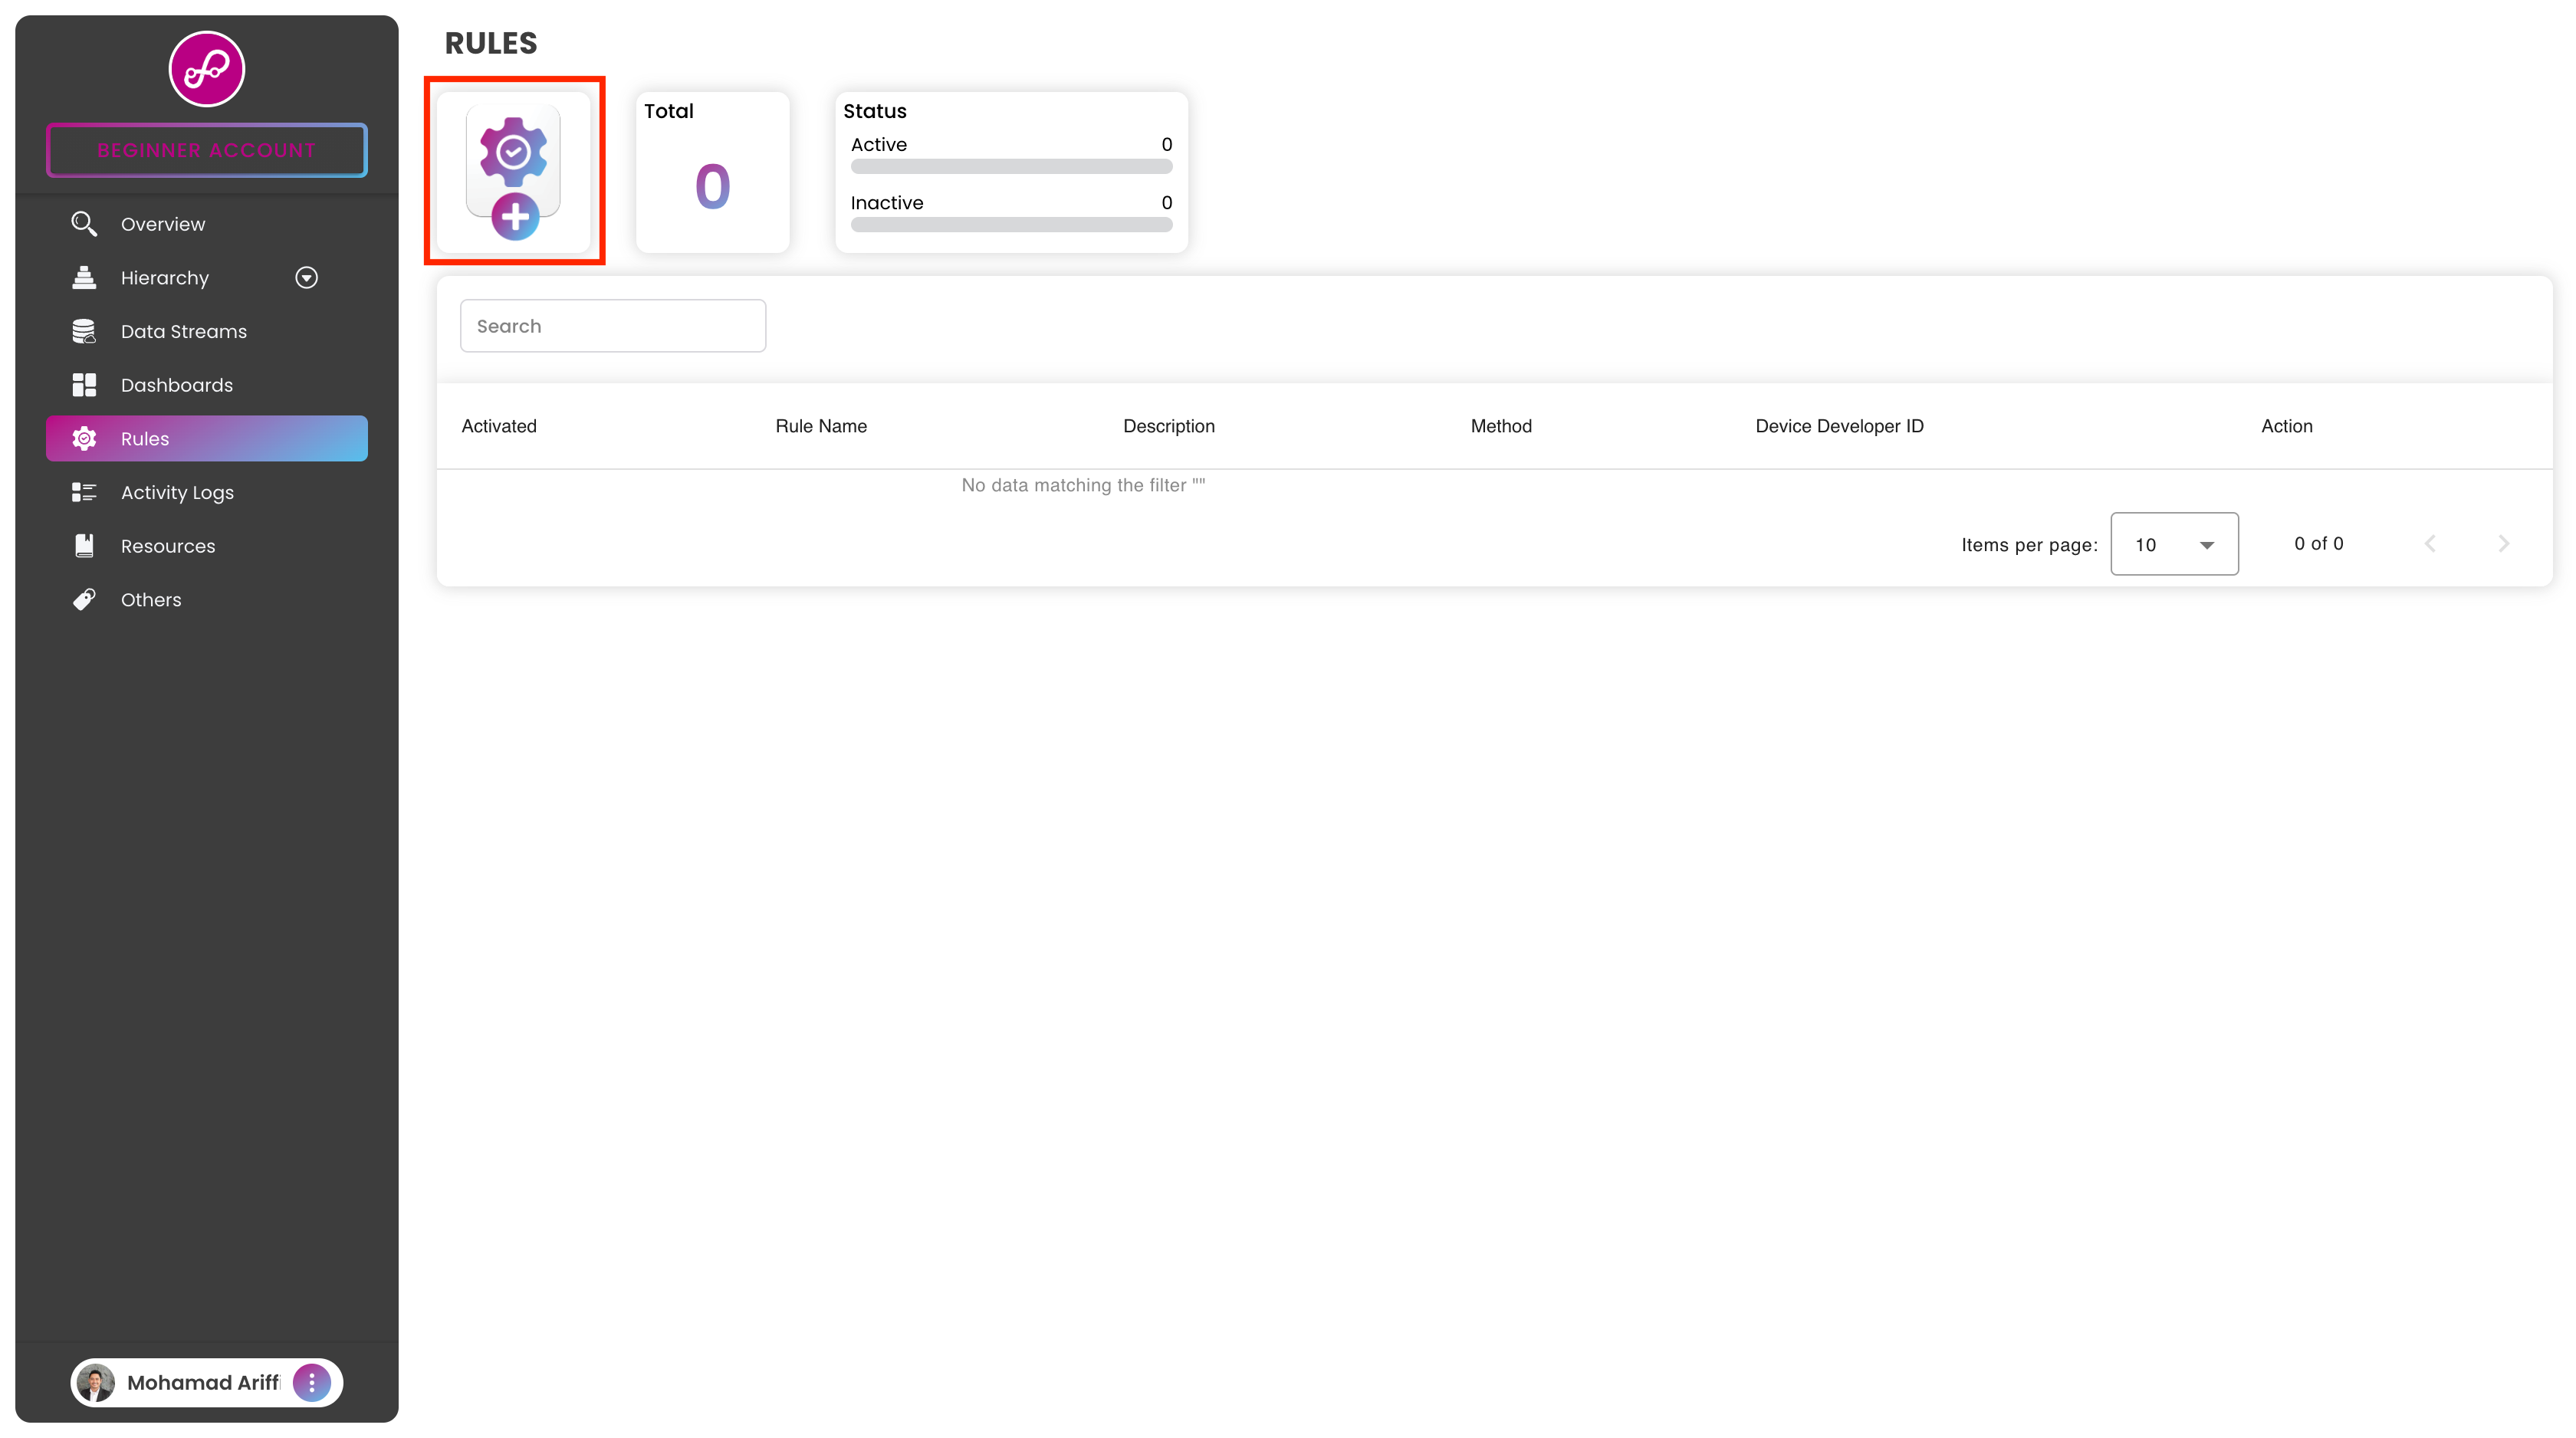 BEGINNER ACCOUNT
Overview
Hierarchy
Data Streams
Dashboards
Rules
Activity Logs
Resources
Others
Mohamad Ariffi
RULES
Total
0
Status
Active 0
Inactive 0
Search
Activated Rule Name Description Method Device Developer ID Action
No data matching the filter ""
Items per page: 10 0 of 0